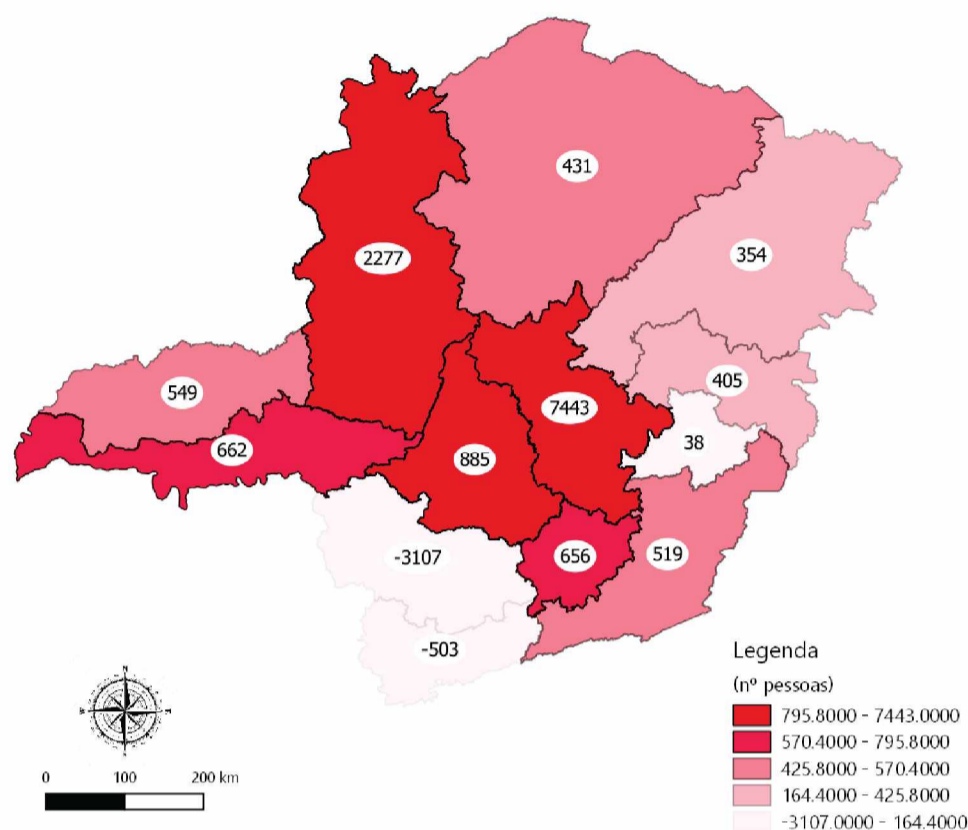 431
354
2277
405
549
7443
38
662
885
656
519
-3107
-503
Legenda
(nº pessoas)
795.8000 - 7443.0000
570.4000 - 795.8000
425.8000 - 570.4000
164.4000 - 425.8000
-3107.0000 - 164.4000
N
W
E
S
0 100 200 km